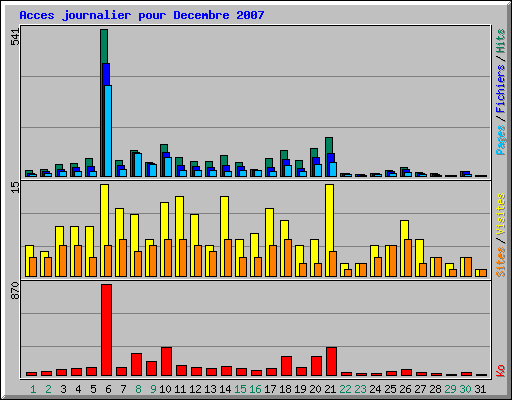 Acces journalier pour Decembre 2007
541
Pages / Fichiers / Hits
15
Sites / Visites
870
Ko
1 2 3 4 5 6 7 8 9 10 11 12 13 14 15 16 17 18 19 20 21 22 23 24 25 26 27 28 29 30 31